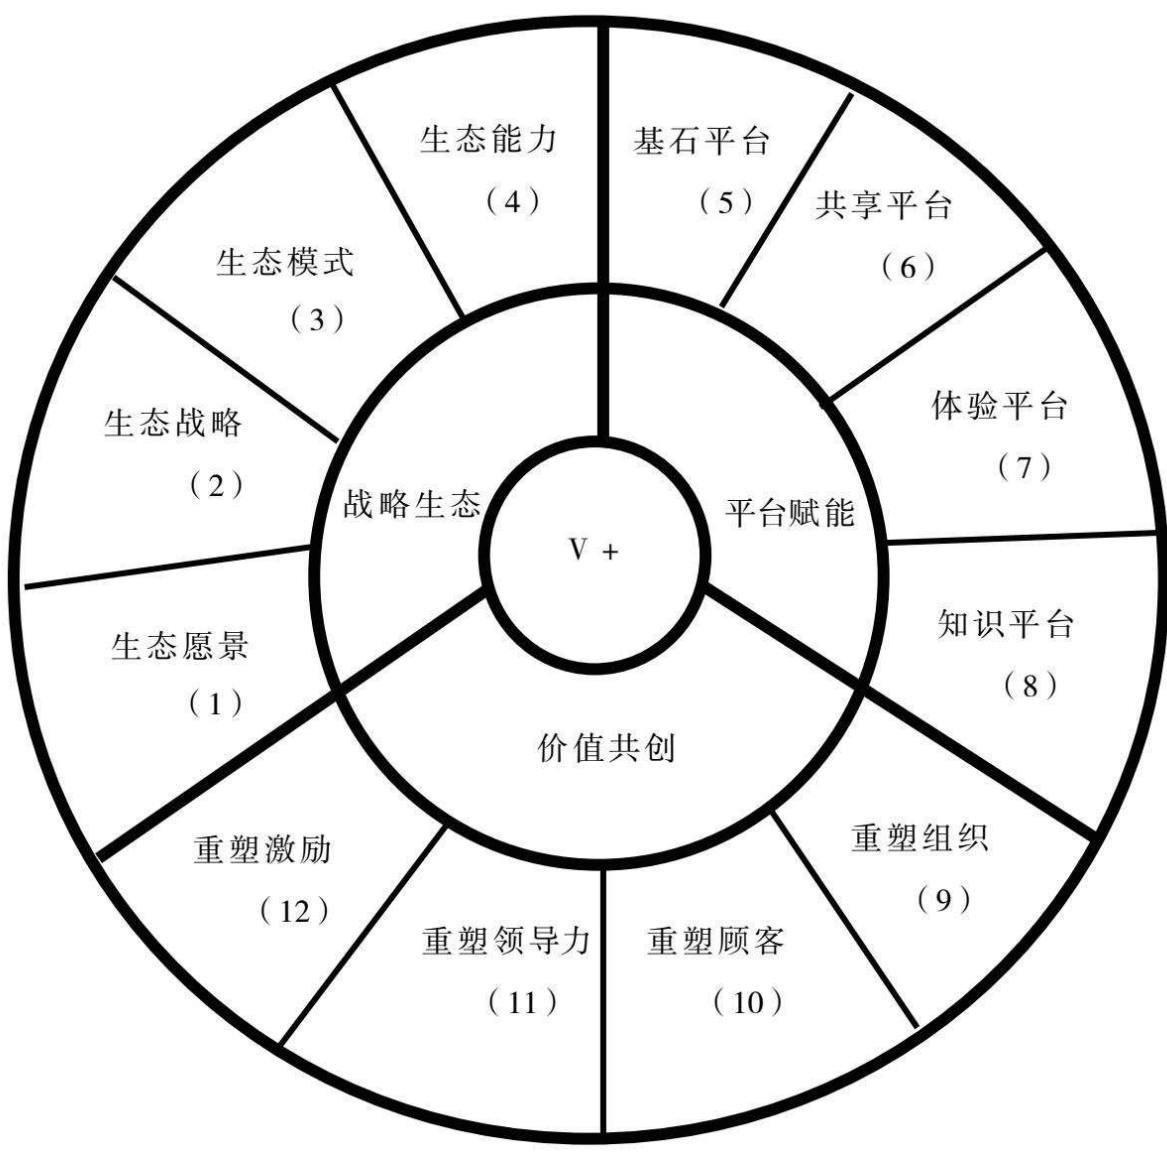 生态能力
（4）
基石平台
（5）
共享平台
（6）
生态模式
（3）
体验平台
（7）
生态战略
（2）
战略生态
V +
平台赋能
知识平台
（8）
生态愿景
（1）
价值共创
重塑组织
（9）
重塑激励
（12）
重塑领导力
（11）
重塑顾客
（10）